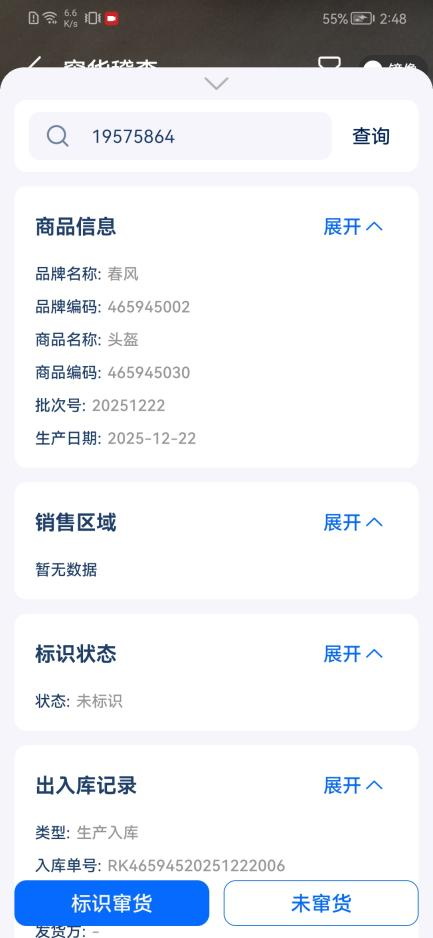 6.6
K/s
55% 2:48
窜货稽查
镜像
19575864 查询
商品信息 展开
品牌名称: 春风
品牌编码: 465945002
商品名称: 头盔
商品编码: 465945030
批次号: 20251222
生产日期: 2025-12-22
销售区域 展开
暂无数据
标识状态 展开
状态: 未标识
出入库记录 展开
类型: 生产入库
入库单号: RK46594520251222006
标识窜货 未窜货
发货方: -